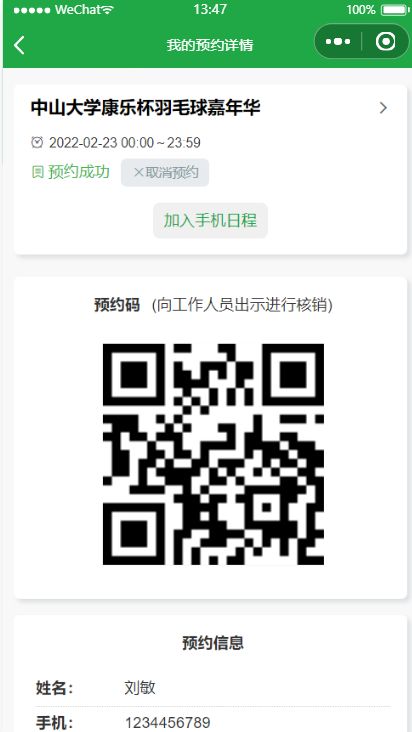 WeChat 13:47 100%
我的预约详情
中山大学康乐杯羽毛球嘉年华
2022-02-23 00:00～23:59
预约成功 ×取消预约
加入手机日程
预约码 (向工作人员出示进行核销)
预约信息
姓名: 刘敏
手机: 1234456789